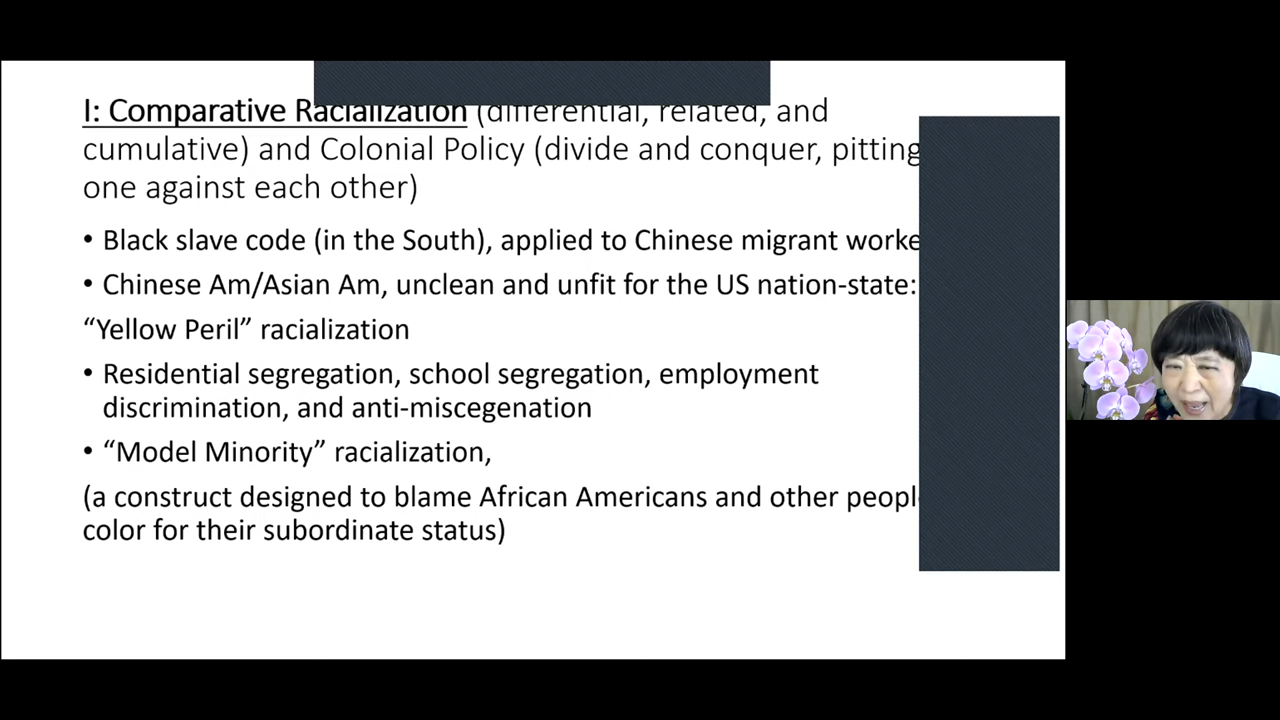 I: Comparative Racialization (differential, related, and
cumulative) and Colonial Policy (divide and conquer, pitting
one against each other)
• Black slave code (in the South), applied to Chinese migrant
• Chinese Am/Asian Am, unclean and unfit for the US nation-state:
“Yellow Peril” racialization
• Residential segregation, school segregation, employment
discrimination, and anti-miscegenation
• “Model Minority” racialization,
(a construct designed to blame African Americans and other
color for their subordinate status)